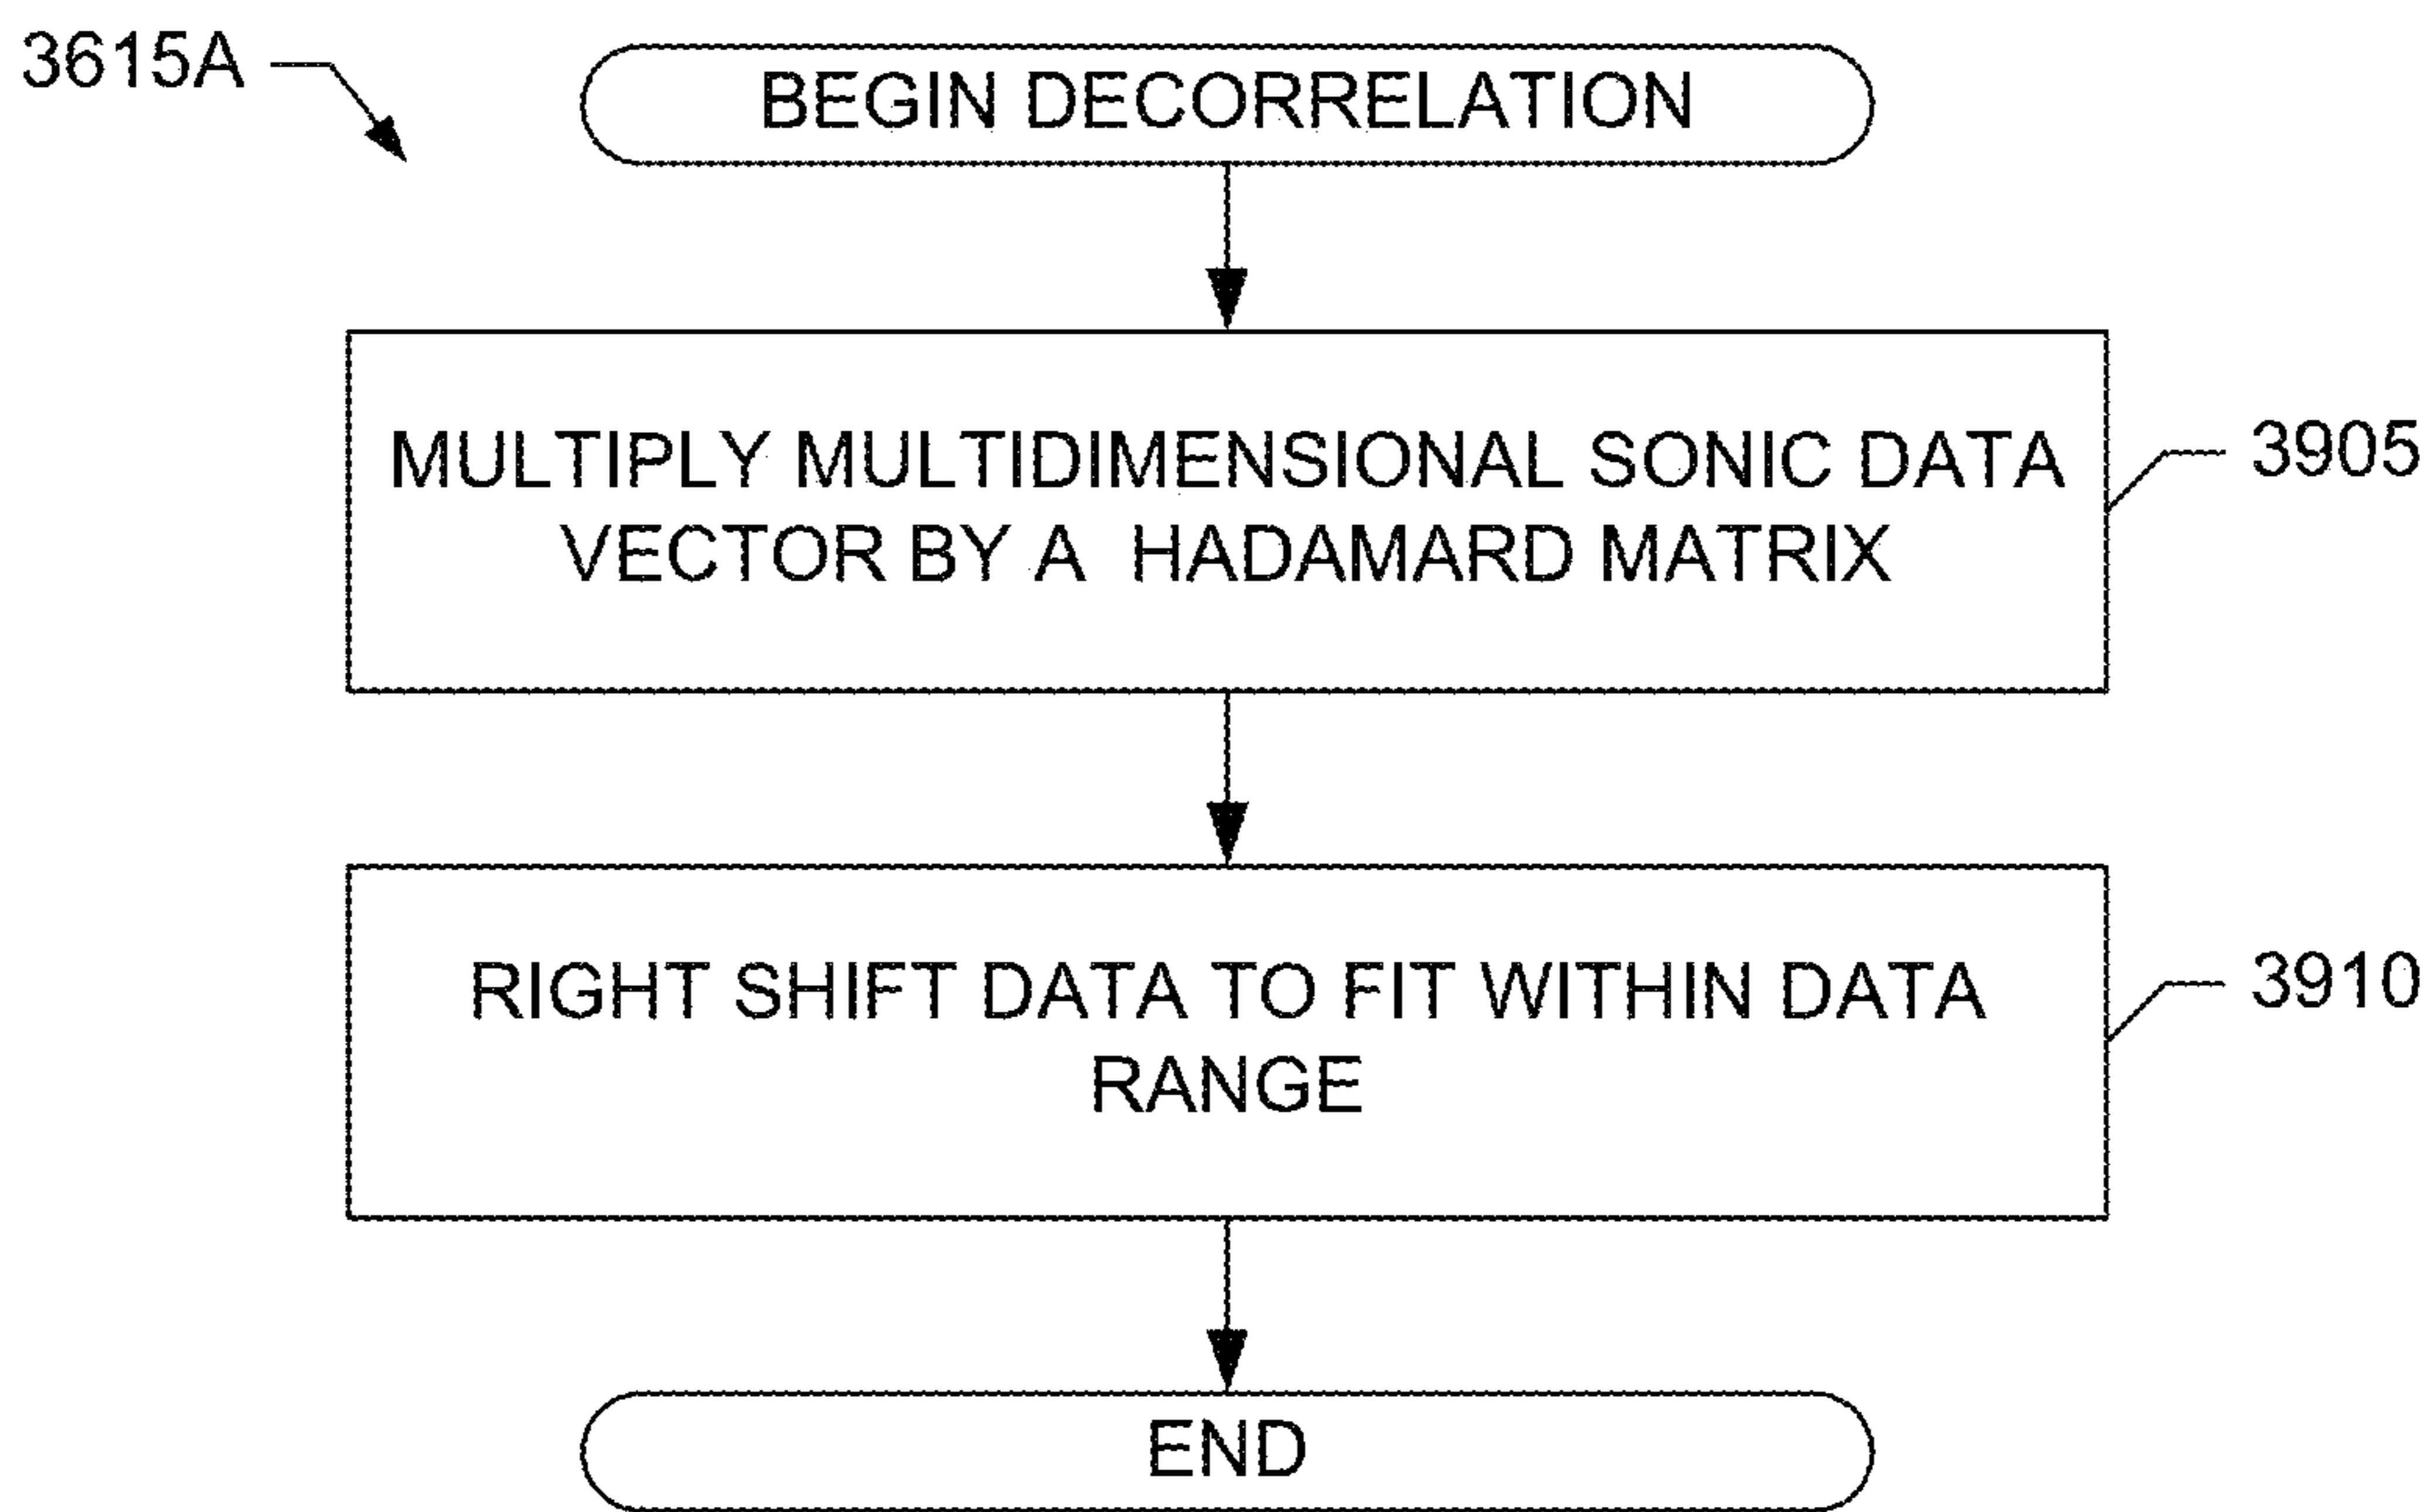 3615A
BEGIN DECORRELATION
MULTIPLY MULTIDIMENSIONAL SONIC DATA
VECTOR BY A HADAMARD MATRIX
3905
RIGHT SHIFT DATA TO FIT WITHIN DATA
RANGE
3910
END